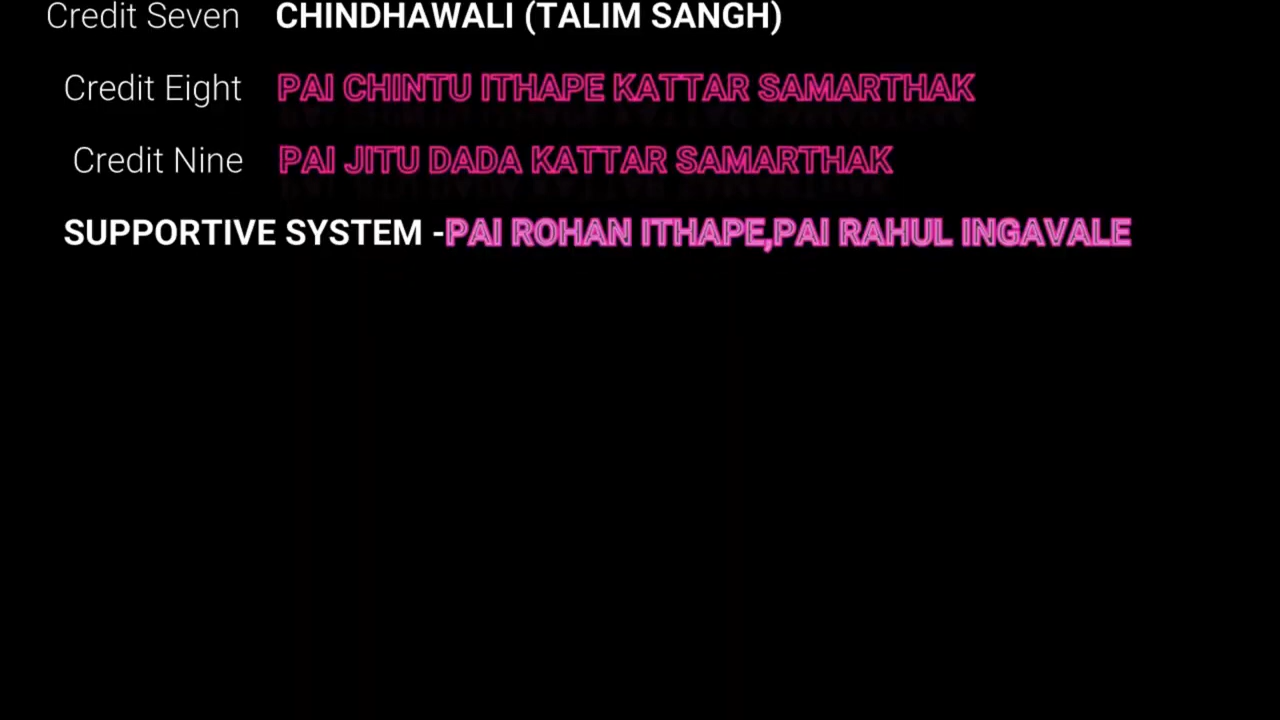 Credit Seven CHINDHAWALI (TALIM SANGH)
Credit Eight PAI CHINTU ITHAPE KATTAR SAMARTHAK
Credit Nine PAI JITU DADA KATTAR SAMARTHAK
SUPPORTIVE SYSTEM -PAI ROHAN ITHAPE,PAI RAHUL INGAVALE